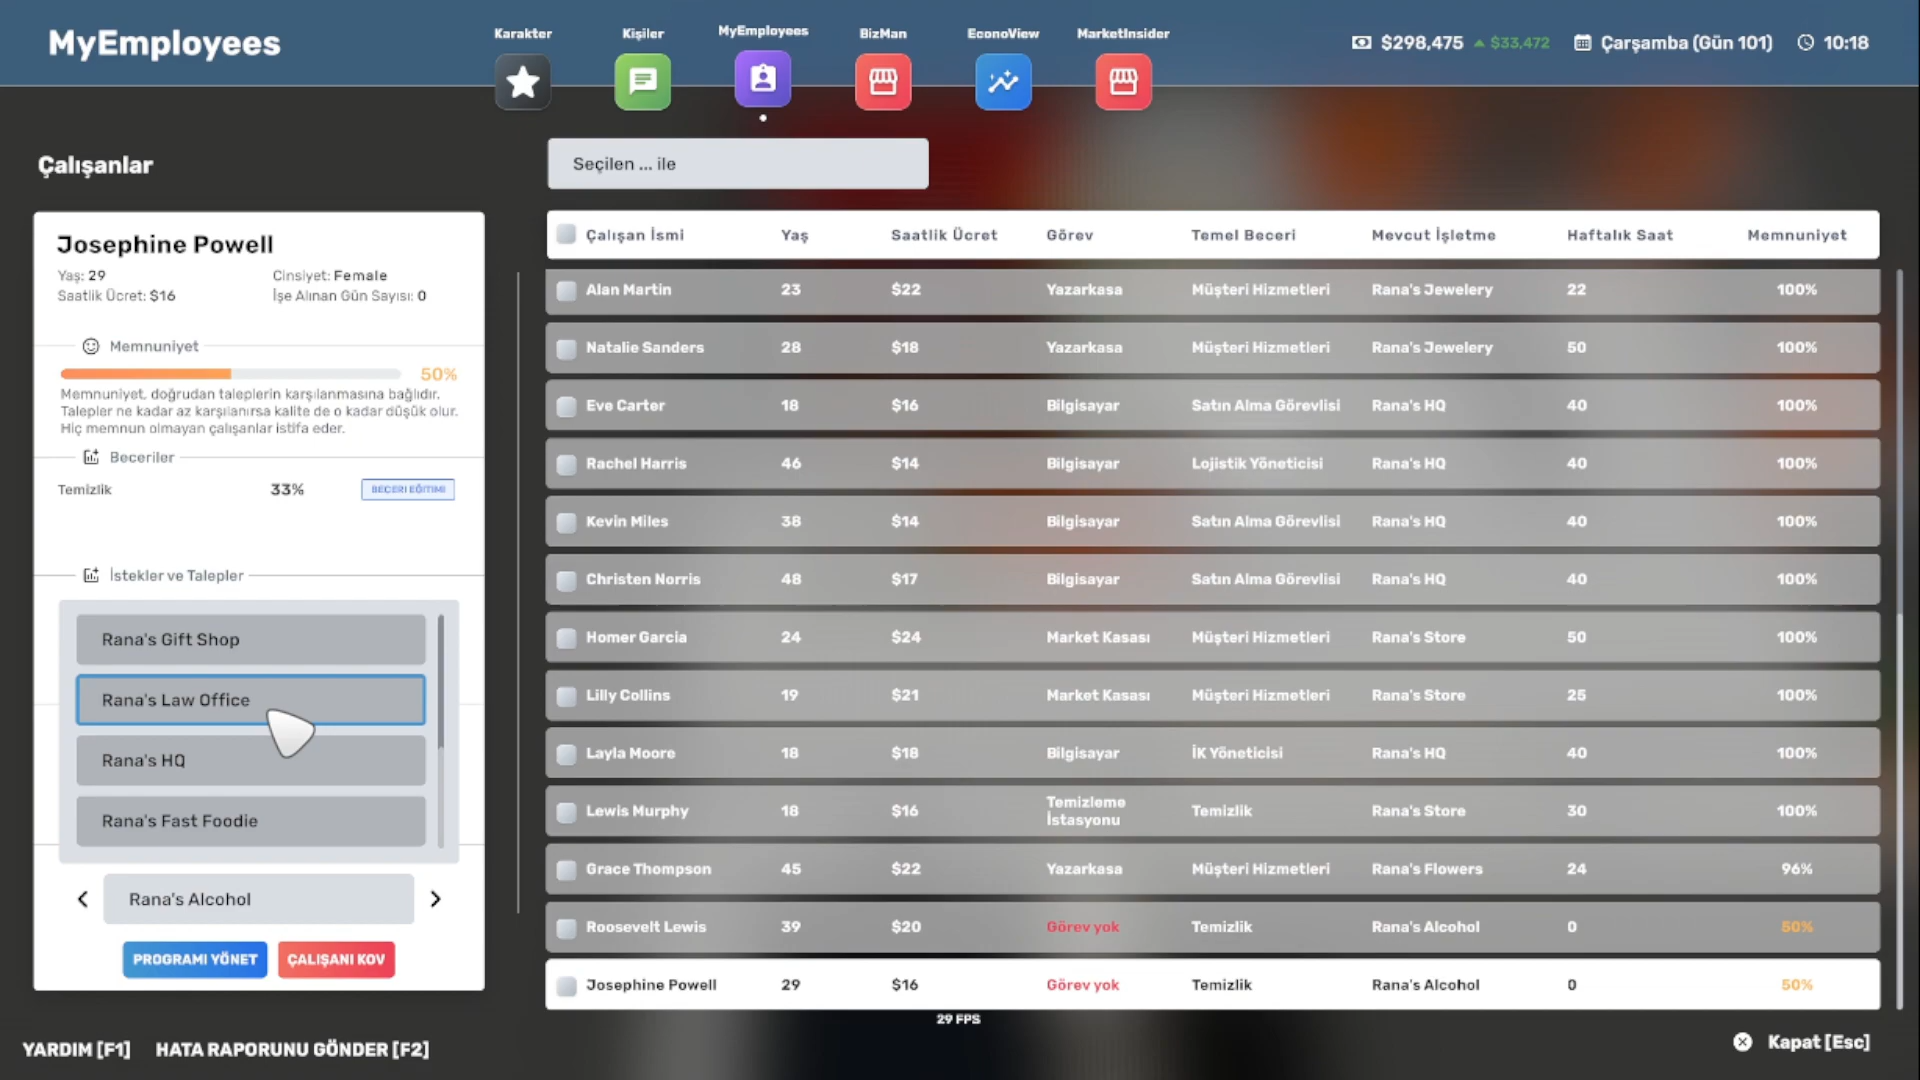 MyEmployees
Karakter
Kişiler
MyEmployees
BizMan
EconoView
MarketInsider
$298,475
$33,472
Çarşamba (Gün 101)
10:18
Çalışanlar
Seçilen ... ile
Josephine Powell
Yaş: 29 Cinsiyet: Female
Saatlik Ücret: $16 İşe Alınan Gün Sayısı: 0
Memnuniyet
50%
Memnuniyet, doğrudan taleplerin karşılanmasına bağlıdır.
Talepler ne kadar az karşılanırsa kalite de o kadar düşük olur.
Hiç memnun olmayan çalışanlar istifa eder.
Beceriler
Temizlik 33% BECERİ EĞİTİMİ
İstekler ve Talepler
Rana's Gift Shop
Rana's Law Office
Rana's HQ
Rana's Fast Foodie
Rana's Alcohol
PROGRAMI YÖNET ÇALIŞANI KOV
Çalışan İsmi Yaş Saatlik Ücret Görev Temel Beceri Mevcut İşletme Haftalık Saat Memnuniyet
Alan Martin 23 $22 Yazarkasa Müşteri Hizmetleri Rana's Jewelery 22 100%
Natalie Sanders 28 $18 Yazarkasa Müşteri Hizmetleri Rana's Jewelery 50 100%
Eve Carter 18 $16 Bilgisayar Satın Alma Görevlisi Rana's HQ 40 100%
Rachel Harris 46 $14 Bilgisayar Lojistik Yöneticisi Rana's HQ 40 100%
Kevin Miles 38 $14 Bilgisayar Satın Alma Görevlisi Rana's HQ 40 100%
Christen Norris 48 $17 Bilgisayar Satın Alma Görevlisi Rana's HQ 40 100%
Homer Garcia 24 $24 Market Kasası Müşteri Hizmetleri Rana's Store 50 100%
Lilly Collins 19 $21 Market Kasası Müşteri Hizmetleri Rana's Store 25 100%
Layla Moore 18 $18 Bilgisayar İK Yöneticisi Rana's HQ 40 100%
Lewis Murphy 18 $16 Temizleme İstasyonu Temizlik Rana's Store 30 100%
Grace Thompson 45 $22 Yazarkasa Müşteri Hizmetleri Rana's Flowers 24 96%
Roosevelt Lewis 39 $20 Görev yok Temizlik Rana's Alcohol 0 50%
Josephine Powell 29 $16 Görev yok Temizlik Rana's Alcohol 0 50%
29 FPS
YARDIM [F1] HATA RAPORUNU GÖNDER [F2]
Kapat [Esc]